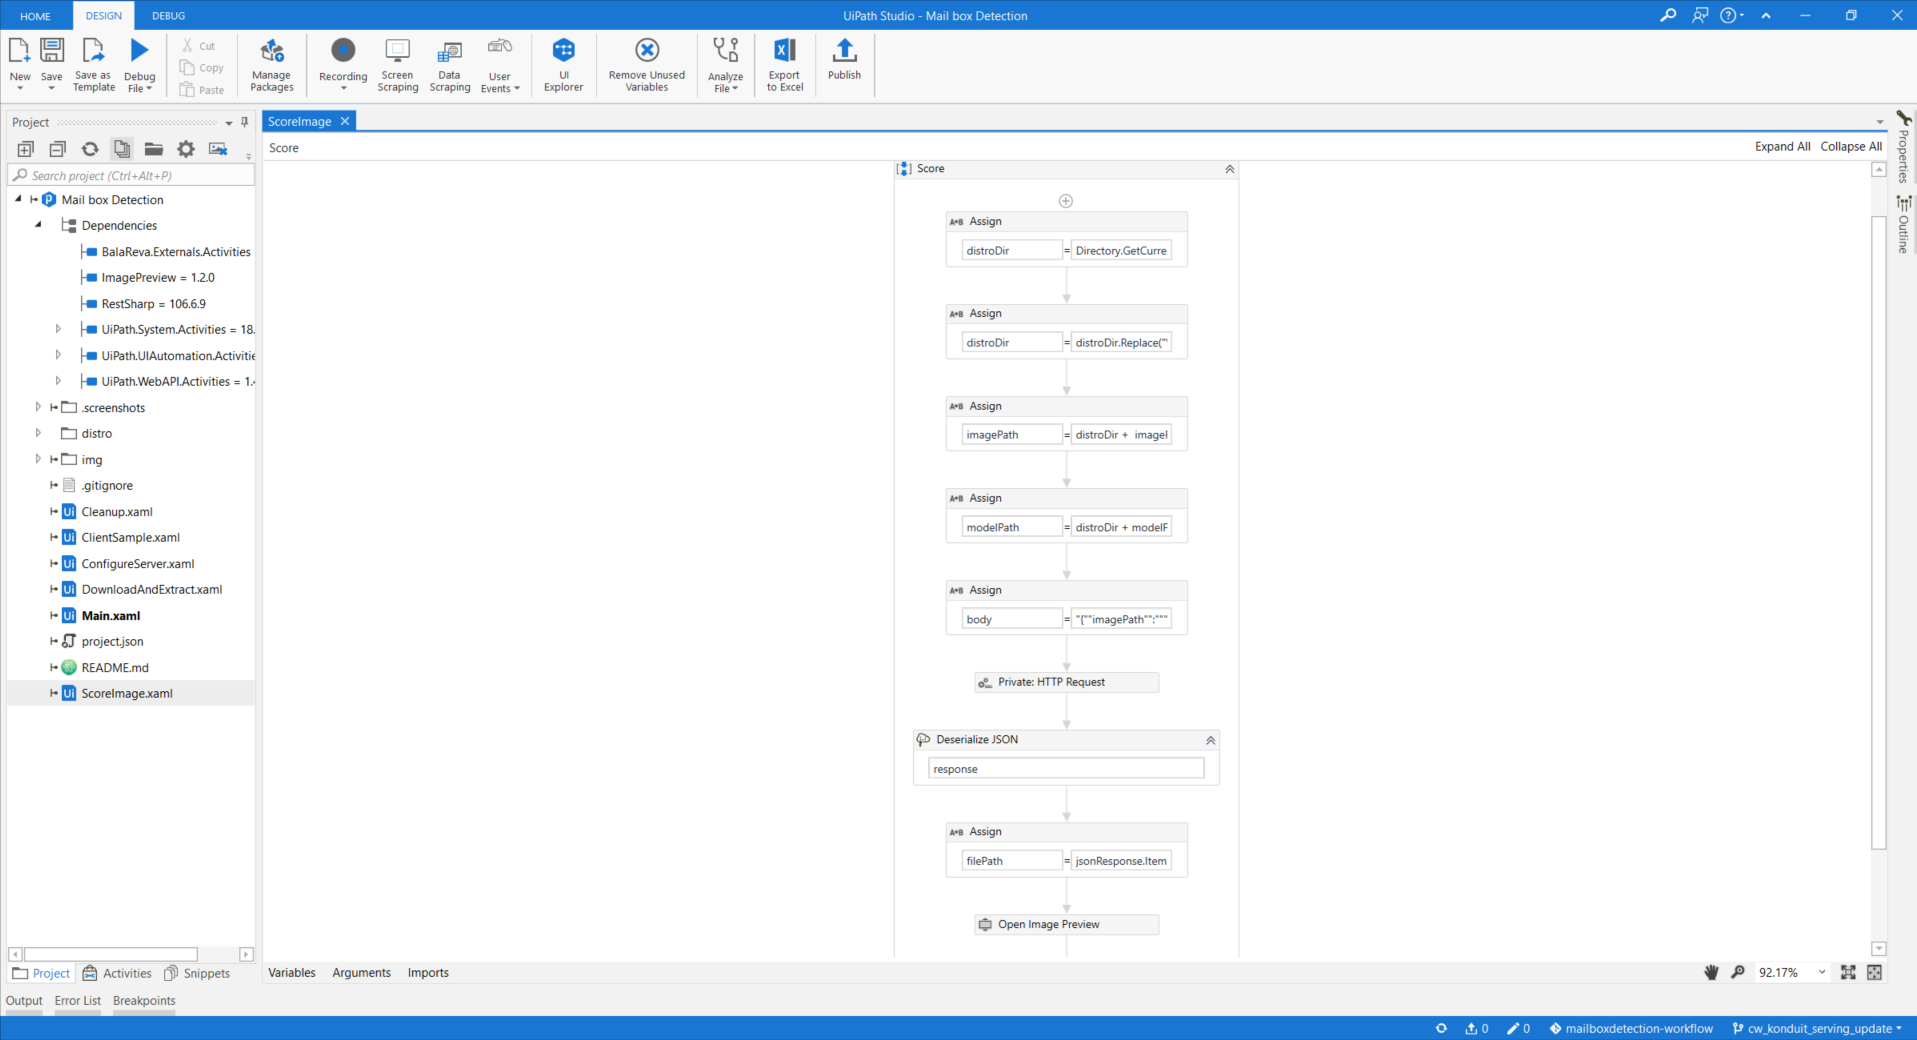 HOME DESIGN DEBUG UiPath Studio - Mail box Detection
New Save Save as Template Debug File Cut Copy Paste Manage Packages Recording Screen Scraping Data Scraping User Events UI Explorer Remove Unused Variables Analyze File Export to Excel Publish
Project
Search project (Ctrl+Alt+P)
Mail box Detection
Dependencies
BalaReva.Externals.Activities
ImagePreview = 1.2.0
RestSharp = 106.6.9
UiPath.System.Activities = 18.
UiPath.UIAutomation.Activitie
UiPath.WebAPI.Activities = 1.4
.screenshots
distro
img
.gitignore
Cleanup.xaml
ClientSample.xaml
ConfigureServer.xaml
DownloadAndExtract.xaml
Main.xaml
project.json
README.md
ScoreImage.xaml
Project Activities Snippets
ScoreImage
Score Expand All Collapse All
Score
A*B Assign
distroDir = Directory.GetCurre
A*B Assign
distroDir = distroDir.Replace("\
A*B Assign
imagePath = distroDir + imageI
A*B Assign
modelPath = distroDir + modelF
A*B Assign
body = "{""imagePath"":"""
Private: HTTP Request
Deserialize JSON
response
A*B Assign
filePath = jsonResponse.Item
Open Image Preview
Variables Arguments Imports 92.17%
Properties
Outline
Output Error List Breakpoints
0 0 mailboxdetection-workflow cw_konduit_serving_update